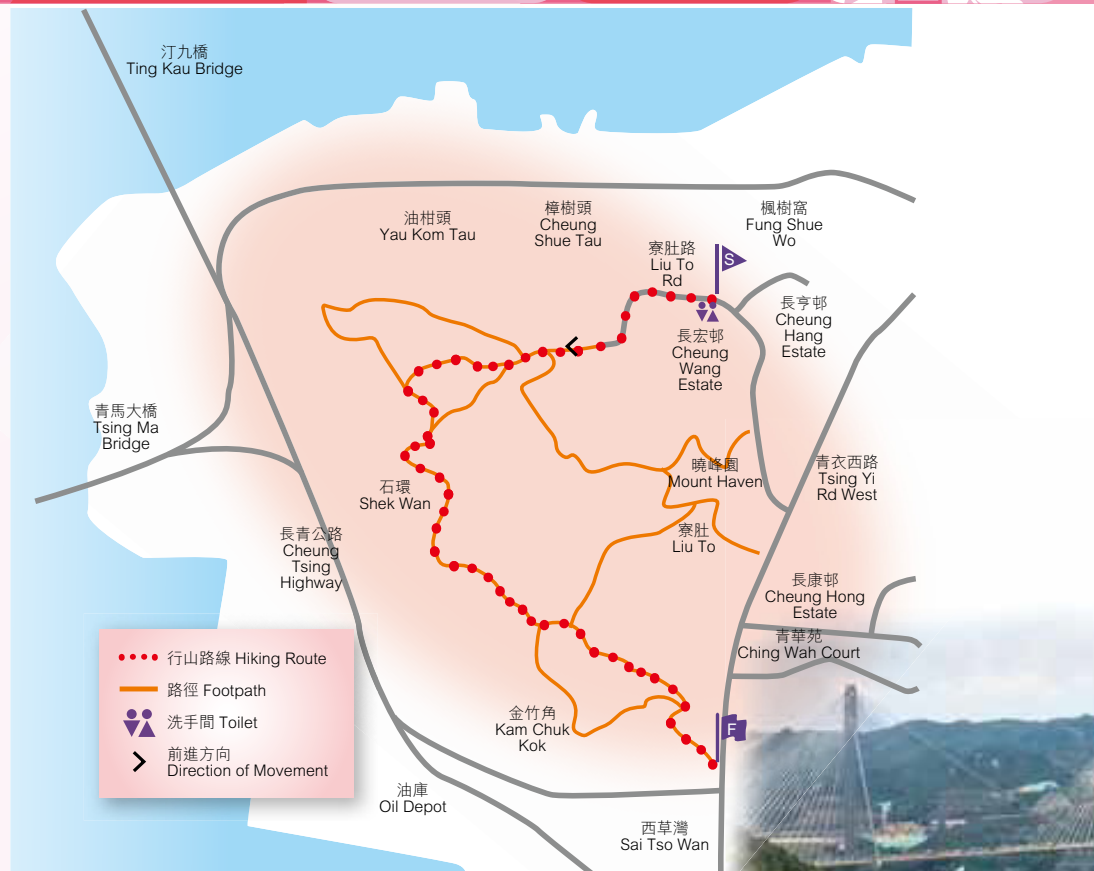 汀九橋
Ting Kau Bridge
油柑頭
Yau Kom Tau
樟樹頭
Cheung
Shue Tau
楓樹窩
Fung Shue
Wo
寮肚路
Liu To
Rd
S
長亨邨
Cheung
Hang
Estate
長宏邨
Cheung
Wang
Estate
青馬大橋
Tsing Ma
Bridge
石環
Shek Wan
曉峰園
Mount Haven
青衣西路
Tsing Yi
Rd West
長青公路
Cheung
Tsing
Highway
寮肚
Liu To
長康邨
Cheung Hong
Estate
青華苑
Ching Wah Court
行山路線 Hiking Route
路徑 Footpath
洗手間 Toilet
前進方向
Direction of Movement
金竹角
Kam Chuk
Kok
F
油庫
Oil Depot
西草灣
Sai Tso Wan